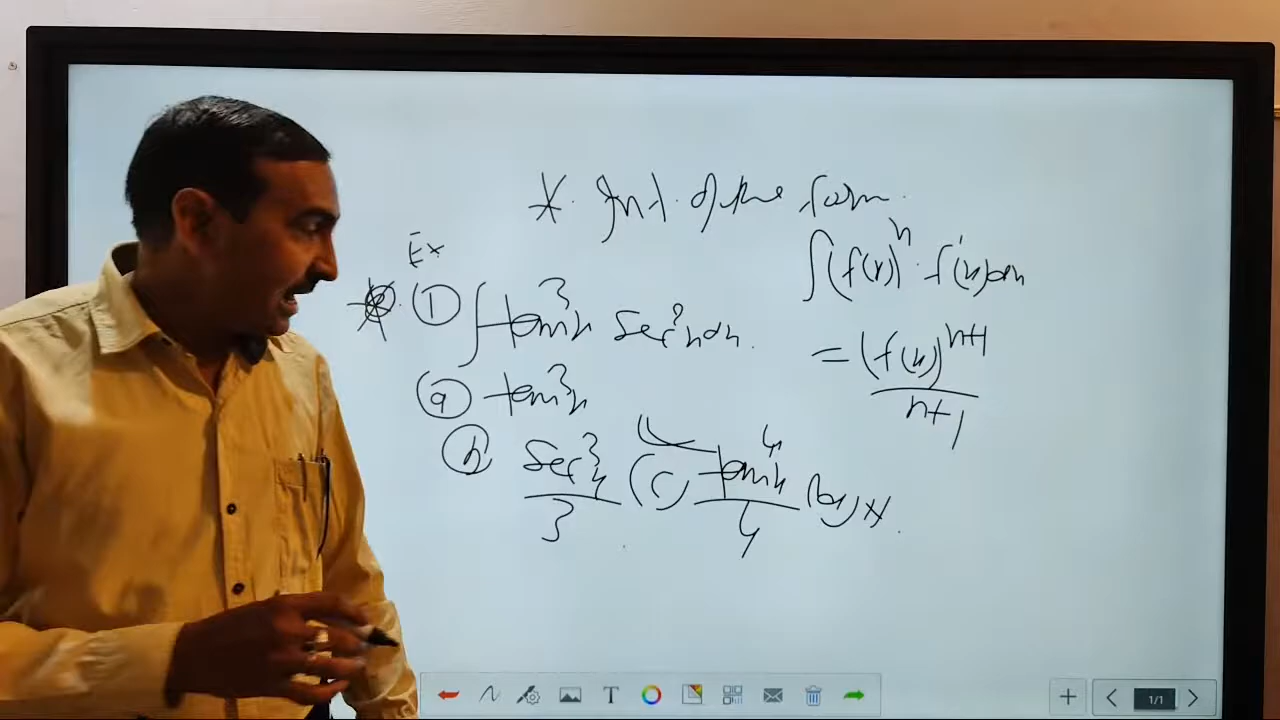 * Int. of the form.
∫(f(x))ⁿ · f'(x)dx
= (f(x))ⁿ⁺¹ / n+1
Ex
① ∫tan³x sec²x dx.
(a) tan³x
(b) sec³x / 3 (c) tan⁴x / 4 (d) x
T
1/1